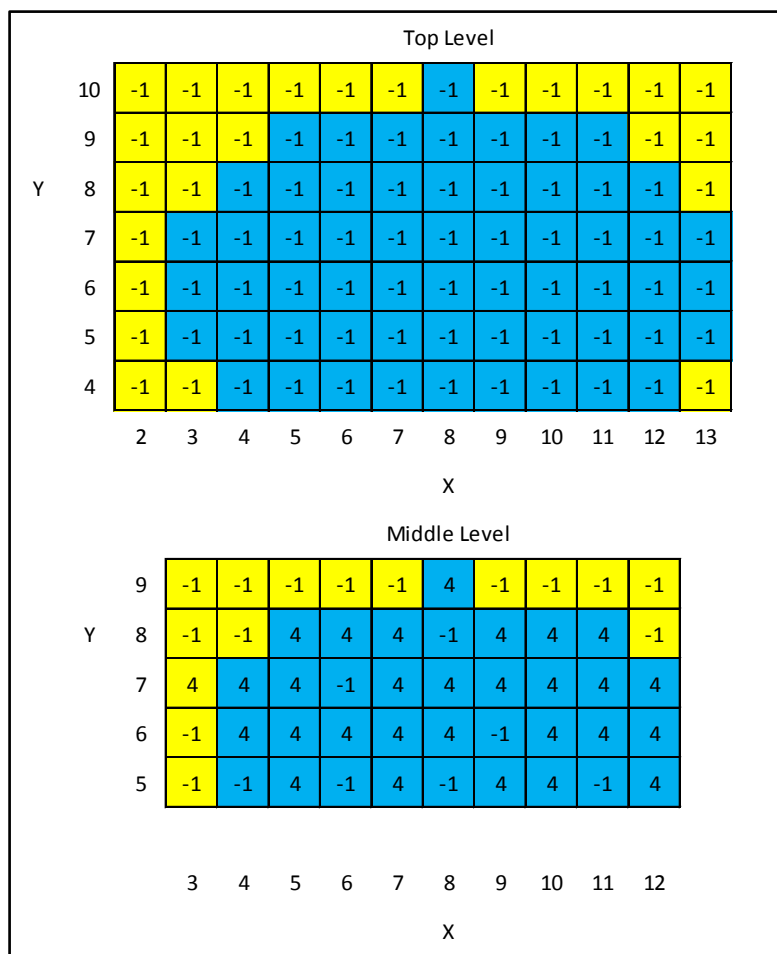 Top Level
10 -1 -1 -1 -1 -1 -1 -1 -1 -1 -1 -1 -1
9 -1 -1 -1 -1 -1 -1 -1 -1 -1 -1 -1 -1
Y 8 -1 -1 -1 -1 -1 -1 -1 -1 -1 -1 -1 -1
7 -1 -1 -1 -1 -1 -1 -1 -1 -1 -1 -1 -1
6 -1 -1 -1 -1 -1 -1 -1 -1 -1 -1 -1 -1
5 -1 -1 -1 -1 -1 -1 -1 -1 -1 -1 -1 -1
4 -1 -1 -1 -1 -1 -1 -1 -1 -1 -1 -1 -1
2 3 4 5 6 7 8 9 10 11 12 13
X
Middle Level
9 -1 -1 -1 -1 -1 4 -1 -1 -1 -1
Y 8 -1 -1 4 4 4 -1 4 4 4 -1
7 4 4 4 -1 4 4 4 4 4 4
6 -1 4 4 4 4 4 -1 4 4 4
5 -1 -1 4 -1 4 -1 4 4 -1 4
3 4 5 6 7 8 9 10 11 12
X